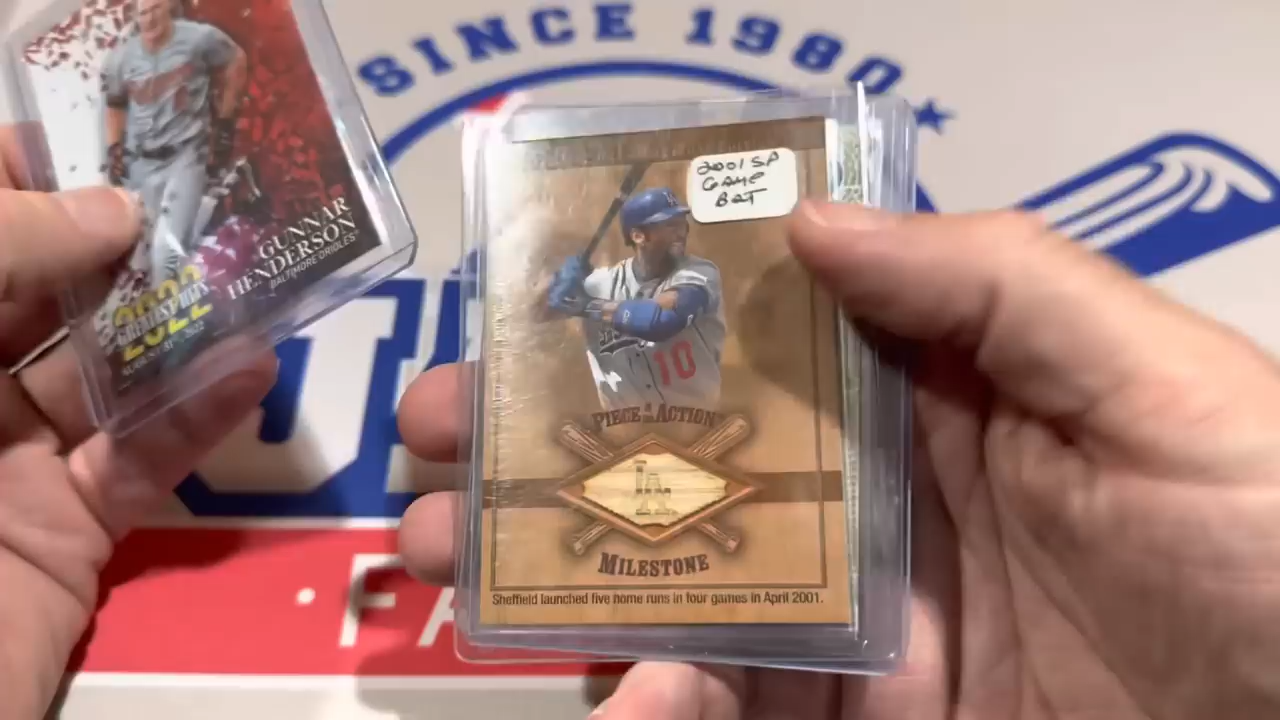 SINCE 1980
GUNNAR
HENDERSON
BALTIMORE ORIOLES
2022
2001 SP
GAME
BAT
10
PIECE OF THE ACTION
LA
MILESTONE
Sheffield launched five home runs in four games in April 2001.
FA